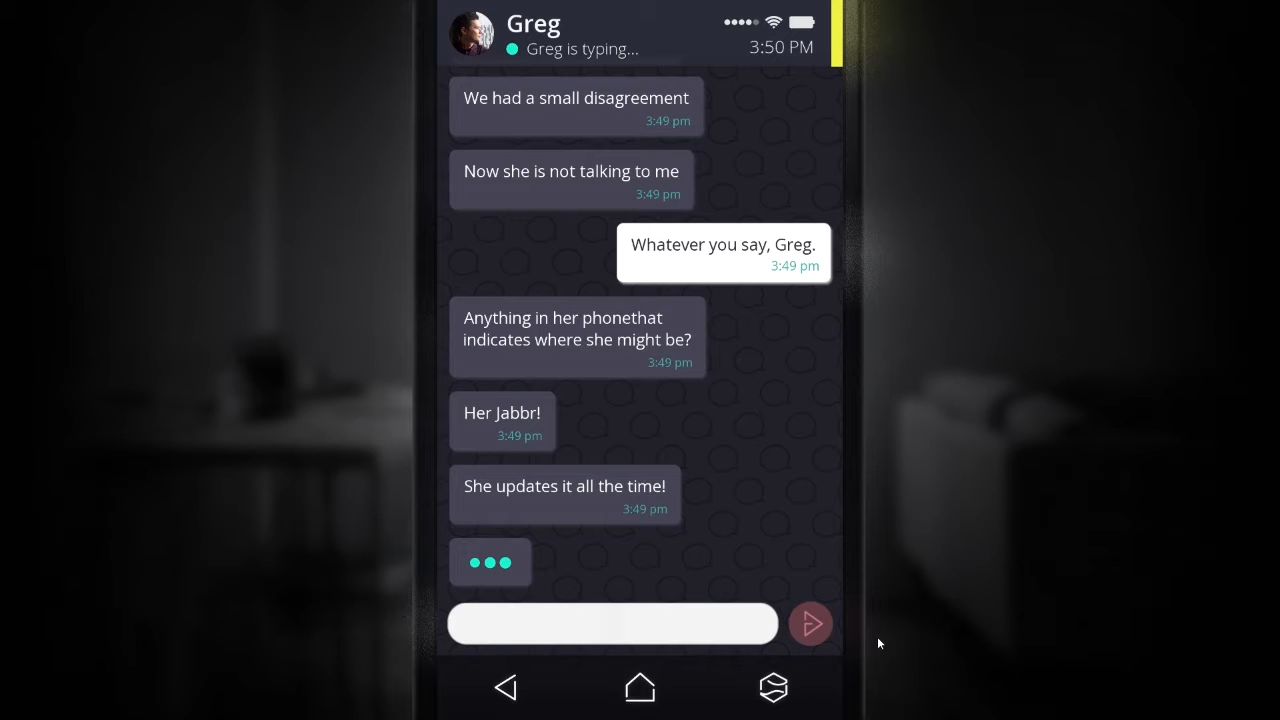 Greg
Greg is typing...
3:50 PM
We had a small disagreement
3:49 pm
Now she is not talking to me
3:49 pm
Whatever you say, Greg.
3:49 pm
Anything in her phonethat
indicates where she might be?
3:49 pm
Her Jabbr!
3:49 pm
She updates it all the time!
3:49 pm